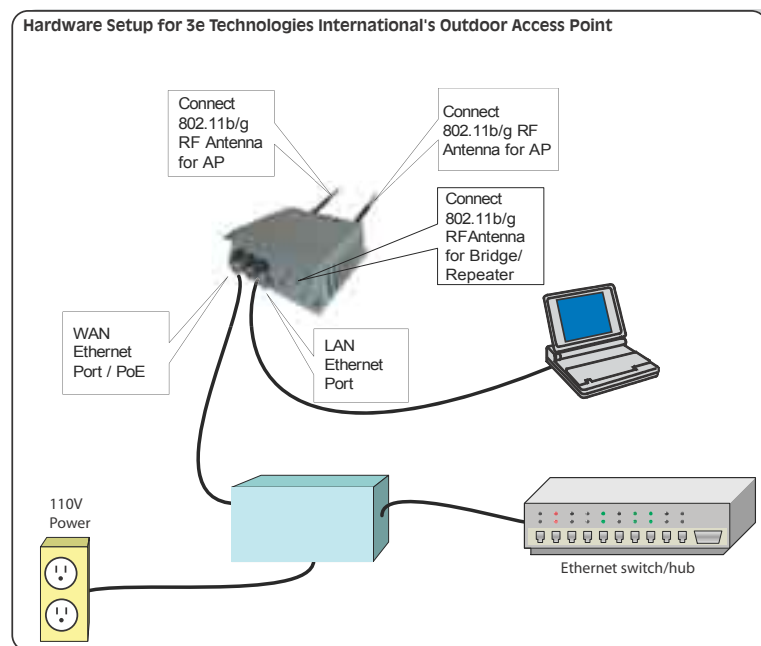 Hardware Setup for 3e Technologies International's Outdoor Access Point
Connect
802.11b/g
RF Antenna
for AP
Connect
802.11b/g RF
Antenna for AP
Connect
802.11b/g
RFAntenna
for Bridge/
Repeater
WAN
Ethernet
Port / PoE
LAN
Ethernet
Port
110V
Power
Ethernet switch/hub